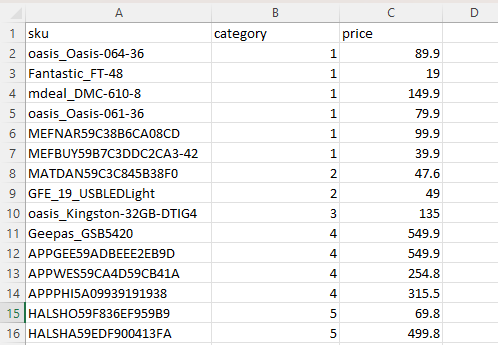 A B C D
1 sku category price
2 oasis_Oasis-064-36 1 89.9
3 Fantastic_FT-48 1 19
4 mdeal_DMC-610-8 1 149.9
5 oasis_Oasis-061-36 1 79.9
6 MEFNAR59C38B6CA08CD 1 99.9
7 MEFBUY59B7C3DDC2CA3-42 1 39.9
8 MATDAN59C3C845B38F0 2 47.6
9 GFE_19_USBLEDLight 2 49
10 oasis_Kingston-32GB-DTIG4 3 135
11 Geepas_GSB5420 4 549.9
12 APPGEE59ADBEEE2EB9D 4 549.9
13 APPWES59CA4D59CB41A 4 254.8
14 APPPHI5A09939191938 4 315.5
15 HALSHO59F836EF959B9 5 69.8
16 HALSHA59EDF900413FA 5 499.8